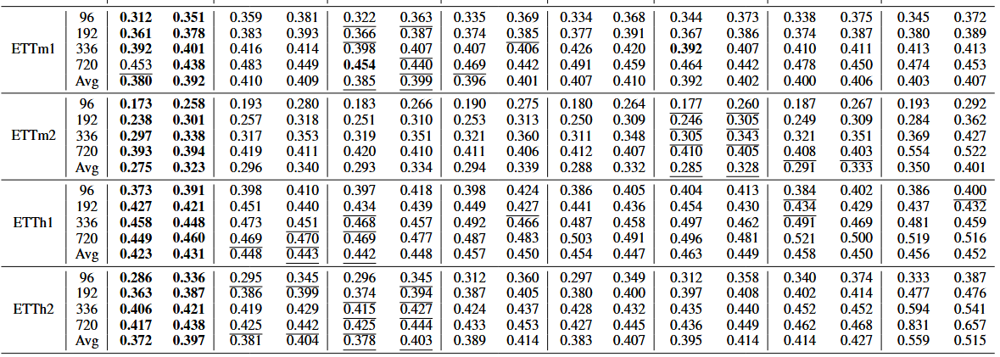 96 0.312 0.351 0.359 0.381 0.322 0.363 0.335 0.369 0.334 0.368 0.344 0.373 0.338 0.375 0.345 0.372
192 0.361 0.378 0.383 0.393 0.366 0.387 0.374 0.385 0.377 0.391 0.367 0.386 0.374 0.387 0.380 0.389
ETTm1 336 0.392 0.401 0.416 0.414 0.398 0.407 0.407 0.406 0.426 0.420 0.392 0.407 0.410 0.411 0.413 0.413
720 0.453 0.438 0.483 0.449 0.454 0.440 0.469 0.442 0.491 0.459 0.464 0.442 0.478 0.450 0.474 0.453
Avg 0.380 0.392 0.410 0.409 0.385 0.399 0.396 0.401 0.407 0.410 0.392 0.402 0.400 0.406 0.403 0.407
96 0.173 0.258 0.193 0.280 0.183 0.266 0.190 0.275 0.180 0.264 0.177 0.260 0.187 0.267 0.193 0.292
192 0.238 0.301 0.257 0.318 0.251 0.310 0.253 0.313 0.250 0.309 0.246 0.305 0.249 0.309 0.284 0.362
ETTm2 336 0.297 0.338 0.317 0.353 0.319 0.351 0.321 0.360 0.311 0.348 0.305 0.343 0.321 0.351 0.369 0.427
720 0.393 0.394 0.419 0.411 0.420 0.410 0.411 0.406 0.412 0.407 0.410 0.405 0.408 0.403 0.554 0.522
Avg 0.275 0.323 0.296 0.340 0.293 0.334 0.294 0.339 0.288 0.332 0.285 0.328 0.291 0.333 0.350 0.401
96 0.373 0.391 0.398 0.410 0.397 0.418 0.398 0.424 0.386 0.405 0.404 0.413 0.384 0.402 0.386 0.400
192 0.427 0.421 0.451 0.440 0.434 0.439 0.449 0.427 0.441 0.436 0.454 0.430 0.434 0.429 0.437 0.432
ETTh1 336 0.458 0.448 0.473 0.451 0.468 0.457 0.492 0.466 0.487 0.458 0.497 0.462 0.491 0.469 0.481 0.459
720 0.449 0.460 0.469 0.470 0.469 0.477 0.487 0.483 0.503 0.491 0.496 0.481 0.521 0.500 0.519 0.516
Avg 0.423 0.431 0.448 0.443 0.442 0.448 0.457 0.450 0.454 0.447 0.463 0.449 0.458 0.450 0.456 0.452
96 0.286 0.336 0.295 0.345 0.296 0.345 0.312 0.360 0.297 0.349 0.312 0.358 0.340 0.374 0.333 0.387
192 0.363 0.387 0.386 0.399 0.374 0.394 0.387 0.405 0.380 0.400 0.397 0.408 0.402 0.414 0.477 0.476
ETTh2 336 0.406 0.421 0.419 0.429 0.415 0.427 0.424 0.437 0.428 0.432 0.435 0.440 0.452 0.452 0.594 0.541
720 0.417 0.438 0.425 0.442 0.425 0.444 0.433 0.453 0.427 0.445 0.436 0.449 0.462 0.468 0.831 0.657
Avg 0.372 0.397 0.381 0.404 0.378 0.403 0.389 0.414 0.383 0.407 0.395 0.414 0.414 0.427 0.559 0.515